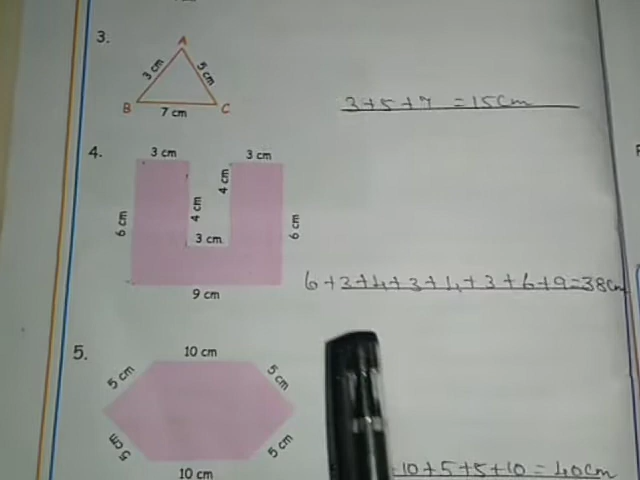 3.
A
3 cm
5 cm
B
C
7 cm
3+5+7 =15cm
4.
3 cm
3 cm
4 cm
4 cm
6 cm
6 cm
3 cm
9 cm
6+3+4+3+4+3+6+9=38cm
5.
10 cm
5 cm
5 cm
5 cm
5 cm
10 cm
10+5+5+10 = 40cm